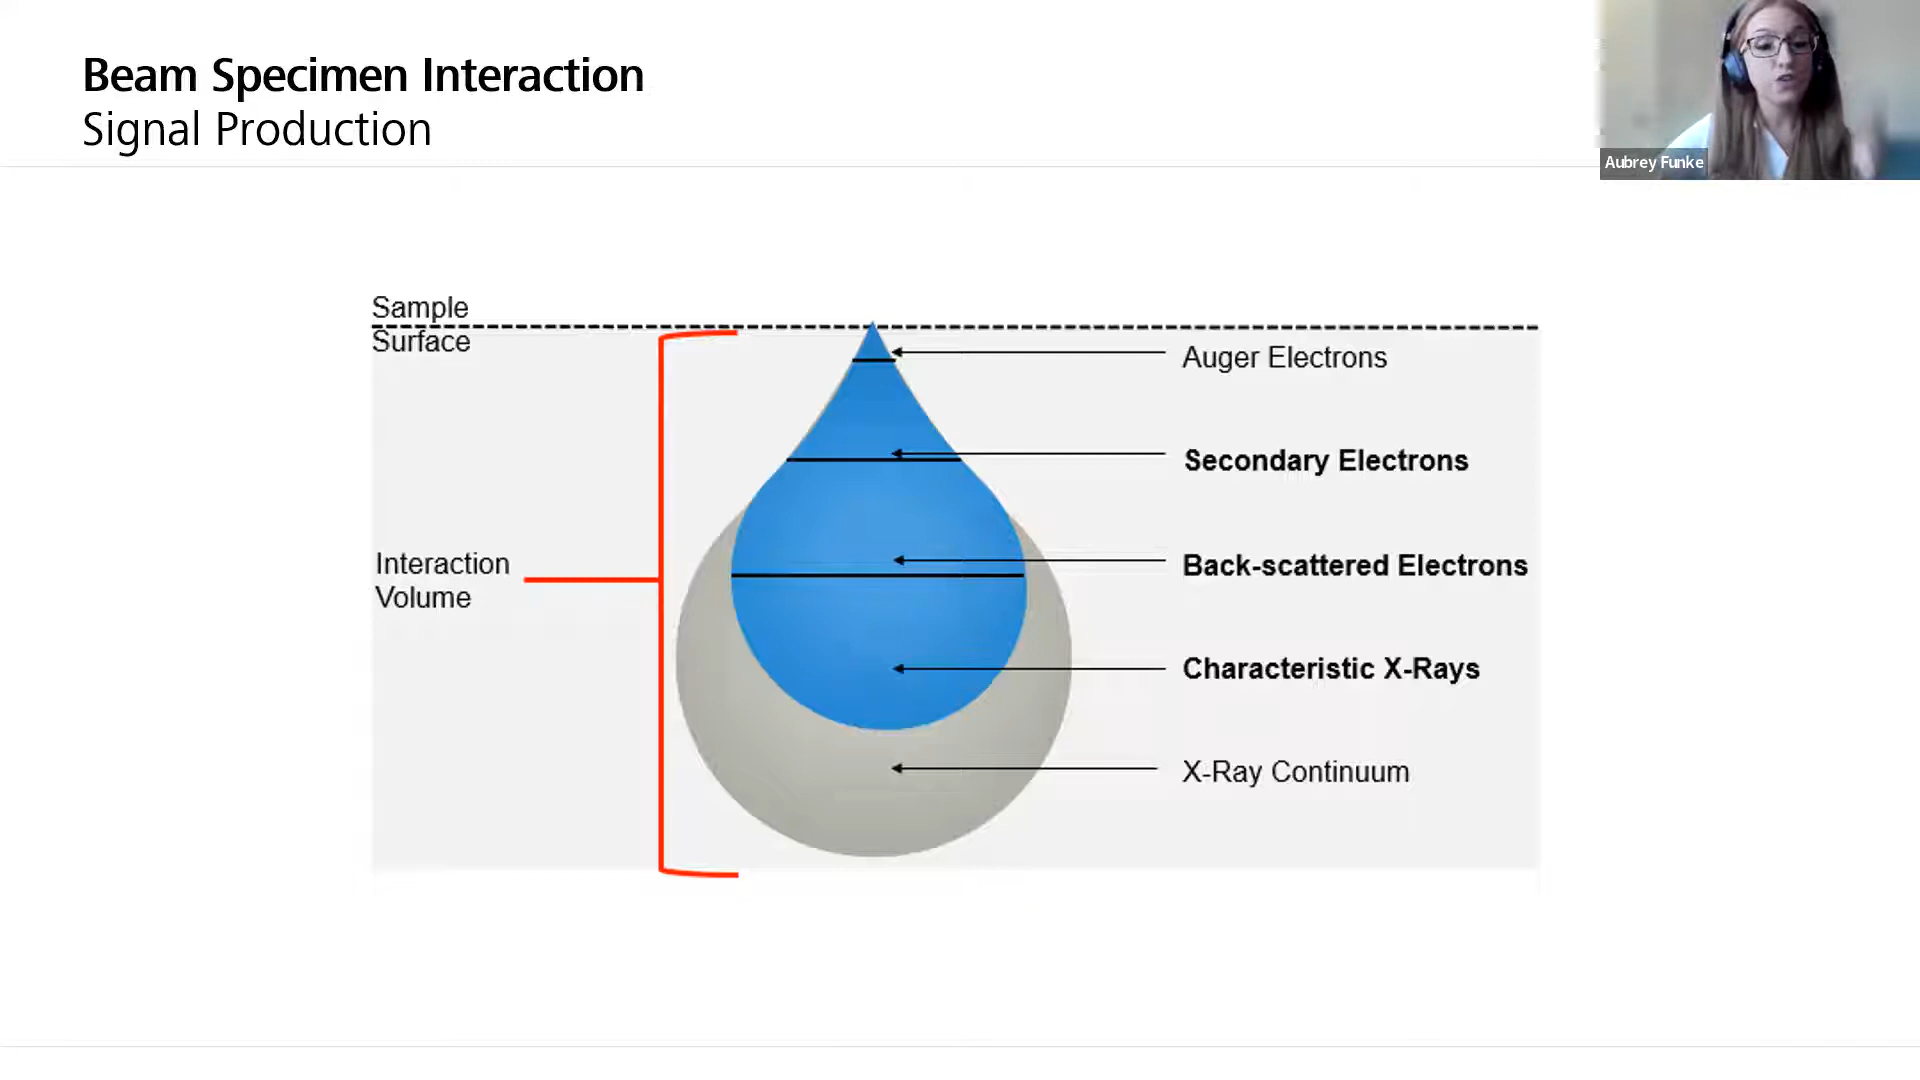 Beam Specimen Interaction
Signal Production
Aubrey Funke
Sample
Surface
Auger Electrons
Secondary Electrons
Interaction
Volume
Back-scattered Electrons
Characteristic X-Rays
X-Ray Continuum